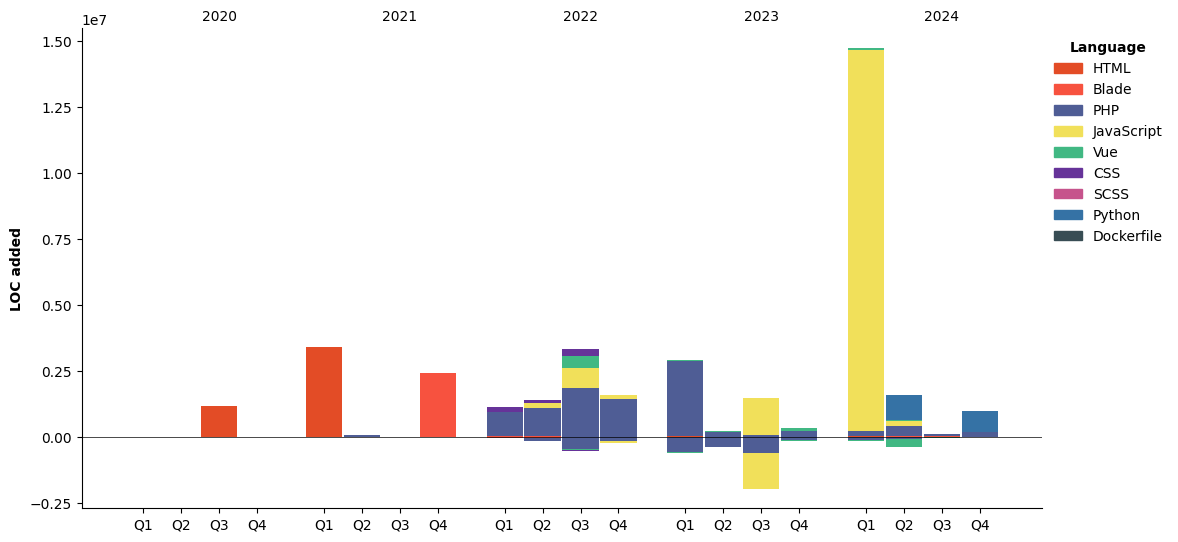 2020 2021 2022 2023 2024
1e7
1.50
1.25
1.00
0.75
0.50
0.25
0.00
−0.25
LOC added
Q1 Q2 Q3 Q4 Q1 Q2 Q3 Q4 Q1 Q2 Q3 Q4 Q1 Q2 Q3 Q4 Q1 Q2 Q3 Q4
Language
HTML
Blade
PHP
JavaScript
Vue
CSS
SCSS
Python
Dockerfile